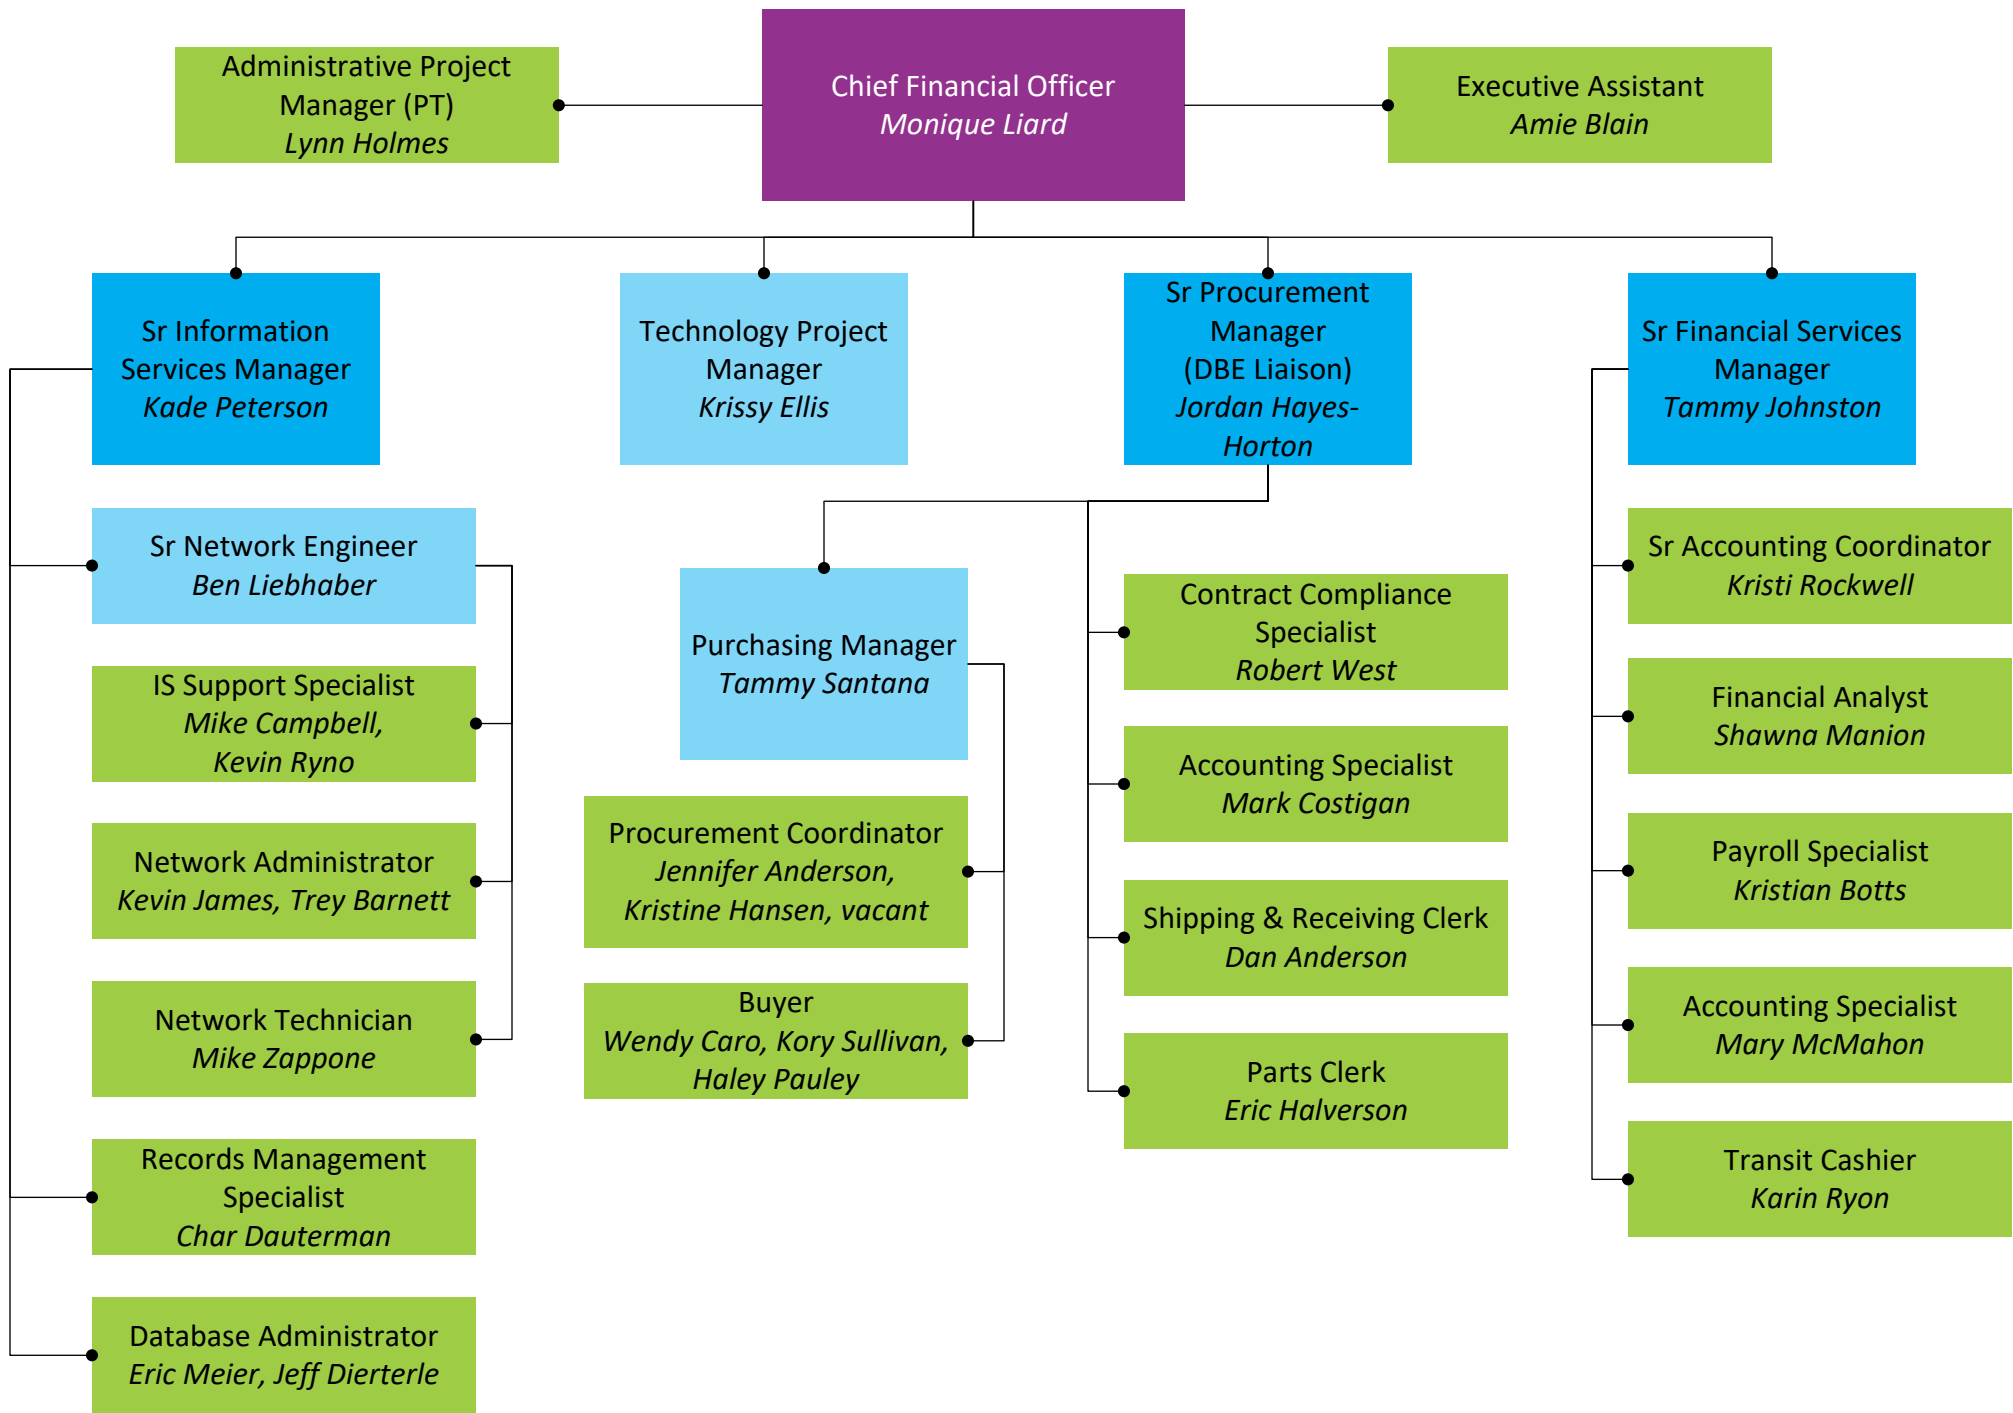 Administrative Project
Manager (PT)
Lynn Holmes
Chief Financial Officer
Monique Liard
Executive Assistant
Amie Blain
Sr Information
Services Manager
Kade Peterson
Technology Project
Manager
Krissy Ellis
Sr Procurement
Manager
(DBE Liaison)
Jordan Hayes-
Horton
Sr Financial Services
Manager
Tammy Johnston
Sr Network Engineer
Ben Liebhaber
IS Support Specialist
Mike Campbell,
Kevin Ryno
Network Administrator
Kevin James, Trey Barnett
Network Technician
Mike Zappone
Records Management
Specialist
Char Dauterman
Database Administrator
Eric Meier, Jeff Dierterle
Purchasing Manager
Tammy Santana
Procurement Coordinator
Jennifer Anderson,
Kristine Hansen, vacant
Buyer
Wendy Caro, Kory Sullivan,
Haley Pauley
Contract Compliance
Specialist
Robert West
Accounting Specialist
Mark Costigan
Shipping & Receiving Clerk
Dan Anderson
Parts Clerk
Eric Halverson
Sr Accounting Coordinator
Kristi Rockwell
Financial Analyst
Shawna Manion
Payroll Specialist
Kristian Botts
Accounting Specialist
Mary McMahon
Transit Cashier
Karin Ryon